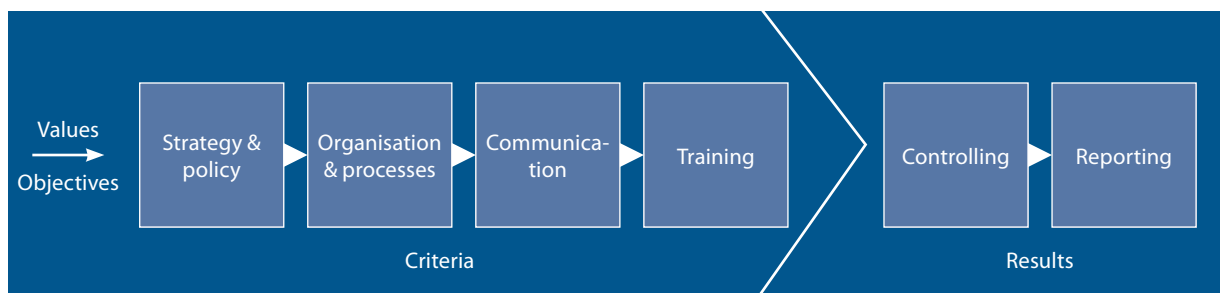 Values
Objectives
Strategy &
policy
Organisation
& processes
Communica-
tion
Training
Criteria
Controlling
Reporting
Results